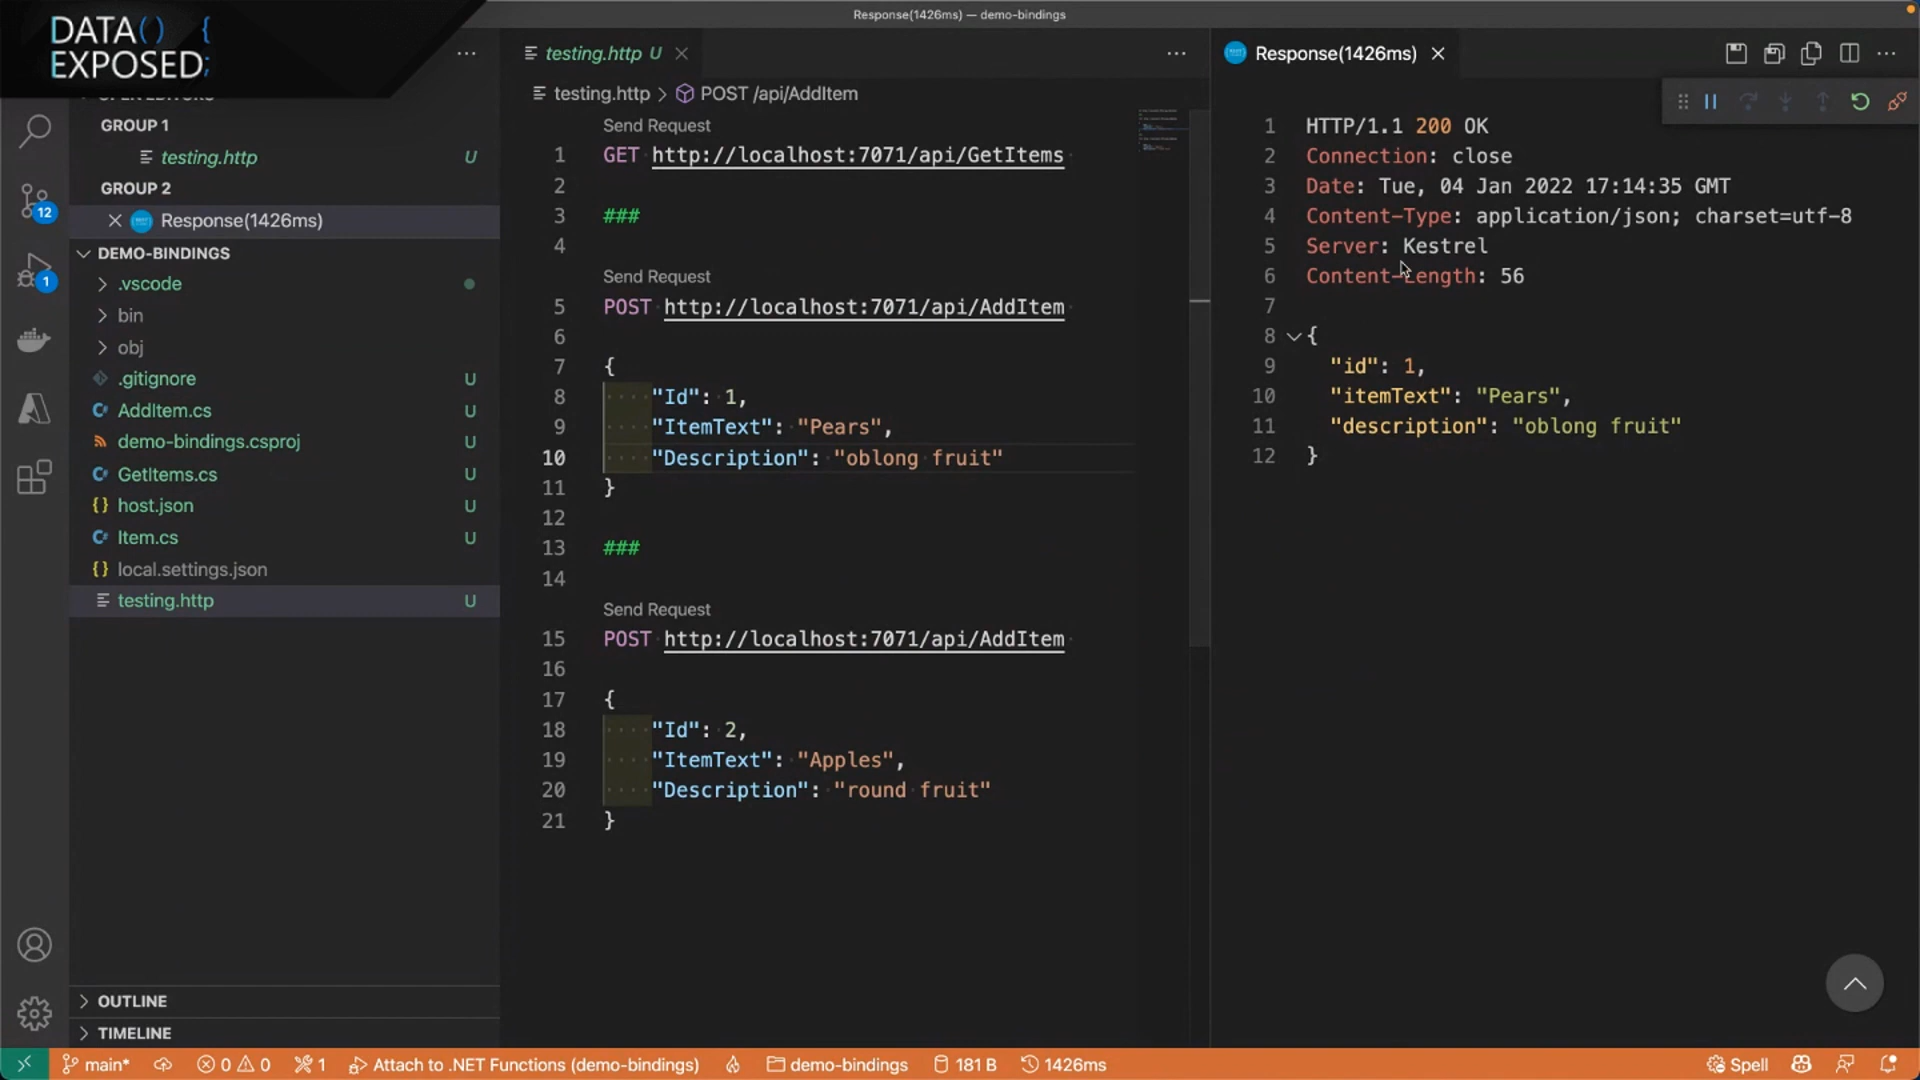 Response(1426ms) — demo-bindings
DATA() {
EXPOSED;
GROUP 1
testing.http U
GROUP 2
Response(1426ms)
DEMO-BINDINGS
.vscode
bin
obj
.gitignore U
AddItem.cs U
demo-bindings.csproj U
GetItems.cs U
host.json U
Item.cs U
local.settings.json
testing.http U
OUTLINE
TIMELINE
12
1
testing.http U
testing.http > POST /api/AddItem
Send Request
1 GET http://localhost:7071/api/GetItems
2
3 ###
4
Send Request
5 POST http://localhost:7071/api/AddItem
6
7 {
8 "Id": 1,
9 "ItemText": "Pears",
10 "Description": "oblong fruit"
11 }
12
13 ###
14
Send Request
15 POST http://localhost:7071/api/AddItem
16
17 {
18 "Id": 2,
19 "ItemText": "Apples",
20 "Description": "round fruit"
21 }
Response(1426ms)
1 HTTP/1.1 200 OK
2 Connection: close
3 Date: Tue, 04 Jan 2022 17:14:35 GMT
4 Content-Type: application/json; charset=utf-8
5 Server: Kestrel
6 Content-Length: 56
7
8 {
9 "id": 1,
10 "itemText": "Pears",
11 "description": "oblong fruit"
12 }
main* 0 0 1 Attach to .NET Functions (demo-bindings) demo-bindings 181 B 1426ms Spell